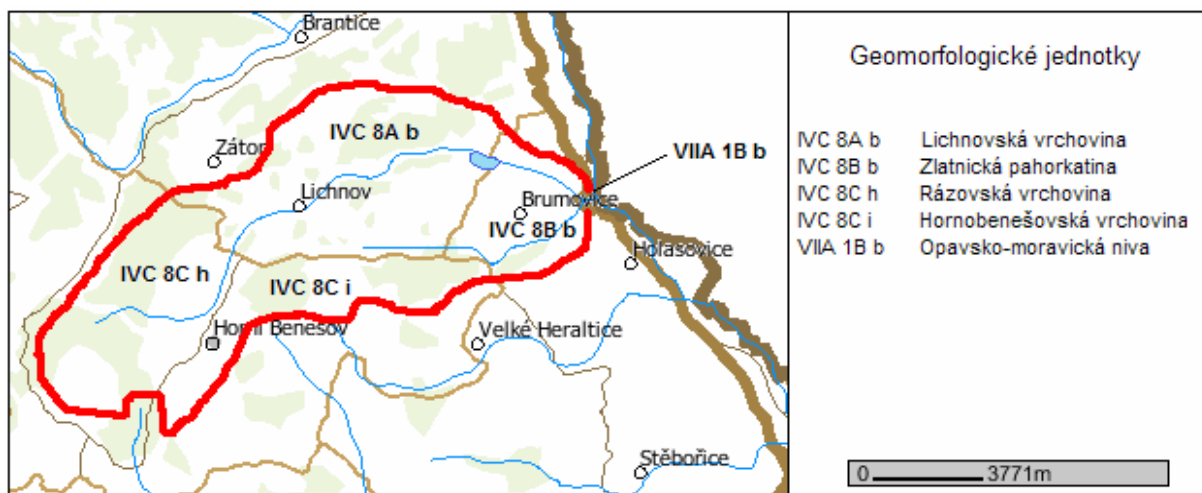 Brantice
IVC 8A b
Zátor
VIIA 1B b
Lichnov
Brumovice
IVC 8B b
Holasovice
IVC 8C h
IVC 8C i
Horní Benešov
Velké Heraltice
Stěbořice
Geomorfologické jednotky
IVC 8A b Lichnovská vrchovina
IVC 8B b Zlatnická pahorkatina
IVC 8C h Rázovská vrchovina
IVC 8C i Hornobenešovská vrchovina
VIIA 1B b Opavsko-moravická niva
0 3771m